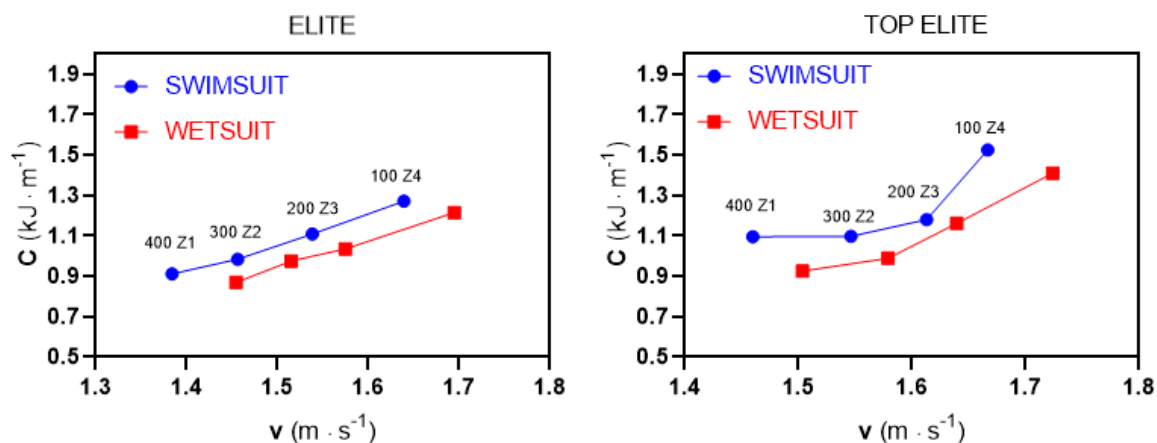 ELITE
1.9
1.7
1.5
1.3
1.1
0.9
0.7
0.5
C (kJ · m⁻¹)
SWIMSUIT
WETSUIT
400 Z1
300 Z2
200 Z3
100 Z4
1.3 1.4 1.5 1.6 1.7 1.8
v (m · s⁻¹)
TOP ELITE
1.9
1.7
1.5
1.3
1.1
0.9
0.7
0.5
C (kJ · m⁻¹)
SWIMSUIT
WETSUIT
400 Z1
300 Z2
200 Z3
100 Z4
1.4 1.5 1.6 1.7 1.8
v (m · s⁻¹)